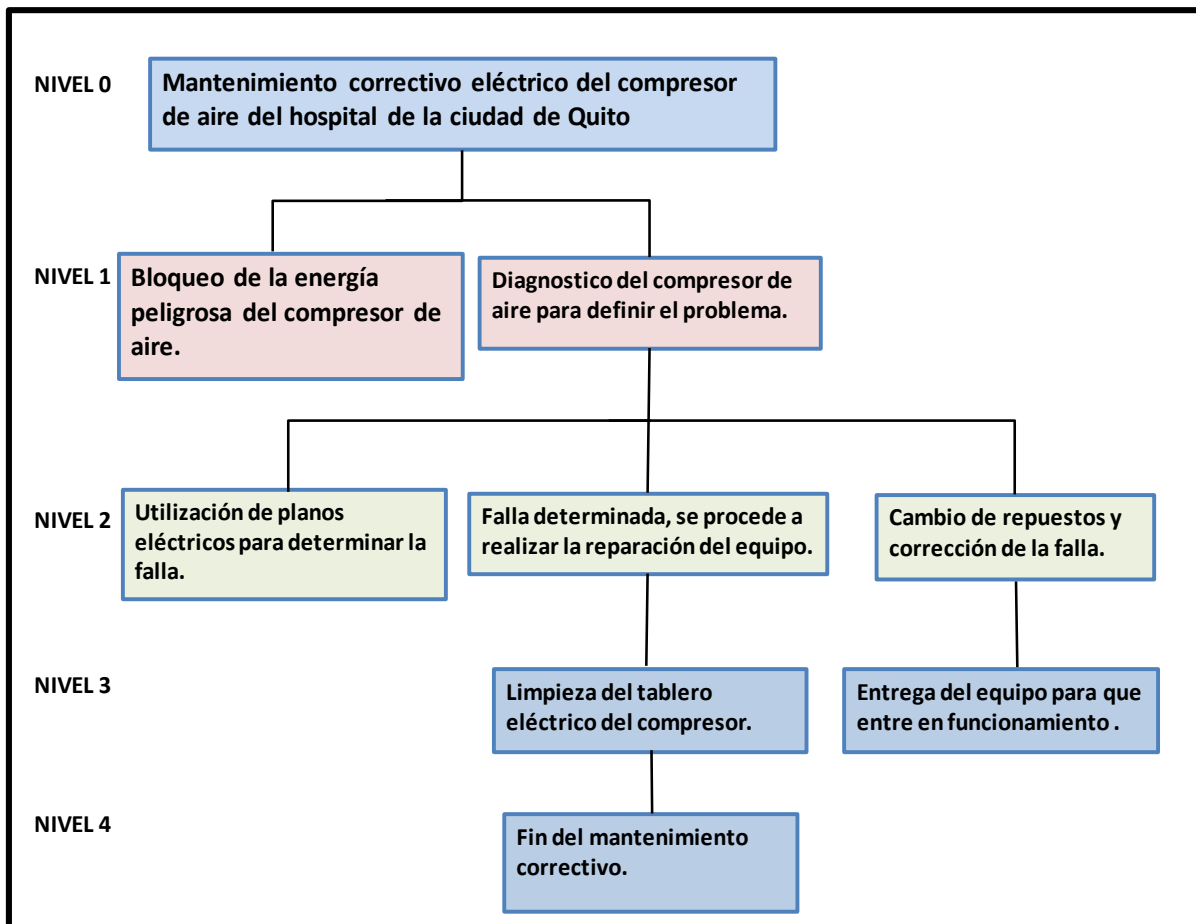 NIVEL 0
Mantenimiento correctivo eléctrico del compresor
de aire del hospital de la ciudad de Quito
NIVEL 1
Bloqueo de la energía
peligrosa del compresor de
aire.
Diagnostico del compresor de
aire para definir el problema.
NIVEL 2
Utilización de planos
eléctricos para determinar la
falla.
Falla determinada, se procede a
realizar la reparación del equipo.
Cambio de repuestos y
corrección de la falla.
NIVEL 3
Limpieza del tablero
eléctrico del compresor.
Entrega del equipo para que
entre en funcionamiento .
NIVEL 4
Fin del mantenimiento
correctivo.